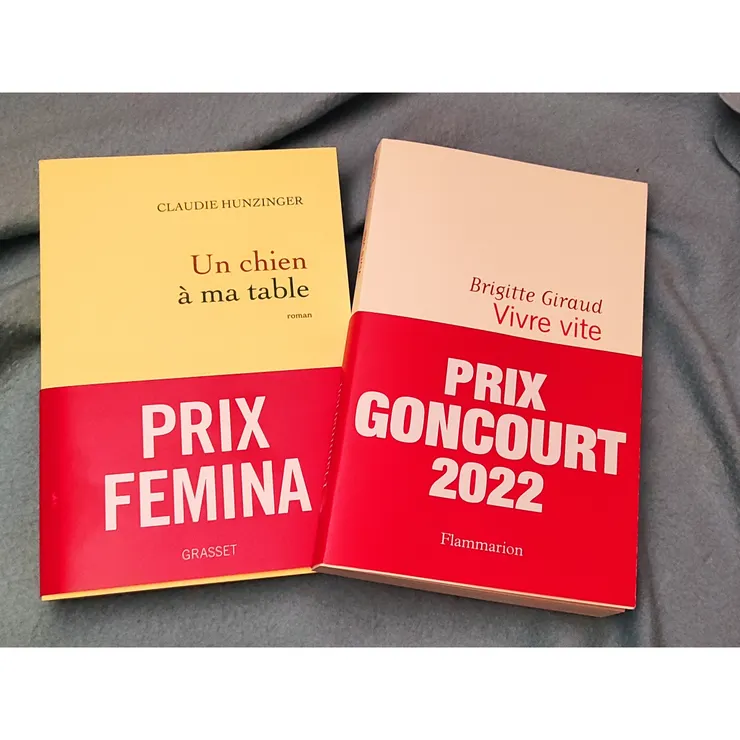 CLAUDIE HUNZINGER
Un chien
à ma table
roman
PRIX
FEMINA
GRASSET
Brigitte Giraud
Vivre vite
PRIX
GONCOURT
2022
Flammarion